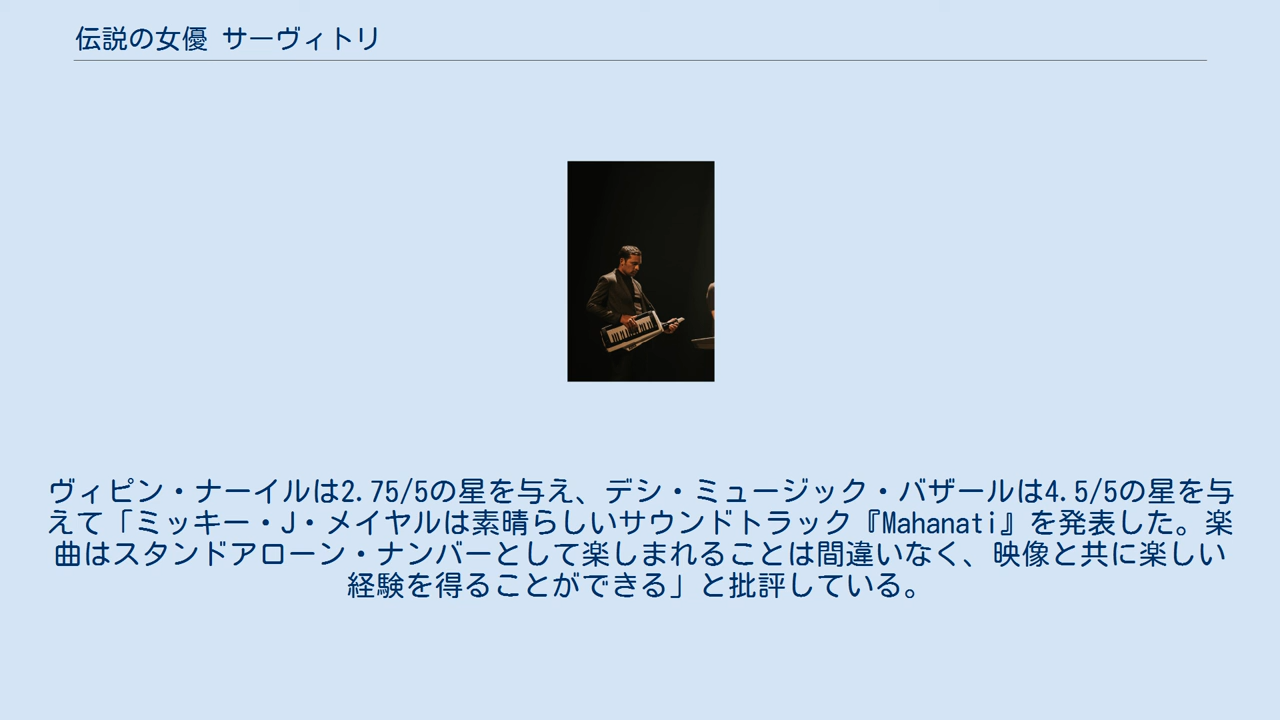 伝説の女優 サーヴィトリ
ヴィピン・ナーイルは2.75/5の星を与え、デシ・ミュージック・バザールは4.5/5の星を与
えて「ミッキー・J・メイヤルは素晴らしいサウンドトラック『Mahanati』を発表した。楽
曲はスタンドアローン・ナンバーとして楽しまれることは間違いなく、映像と共に楽しい
経験を得ることができる」と批評している。